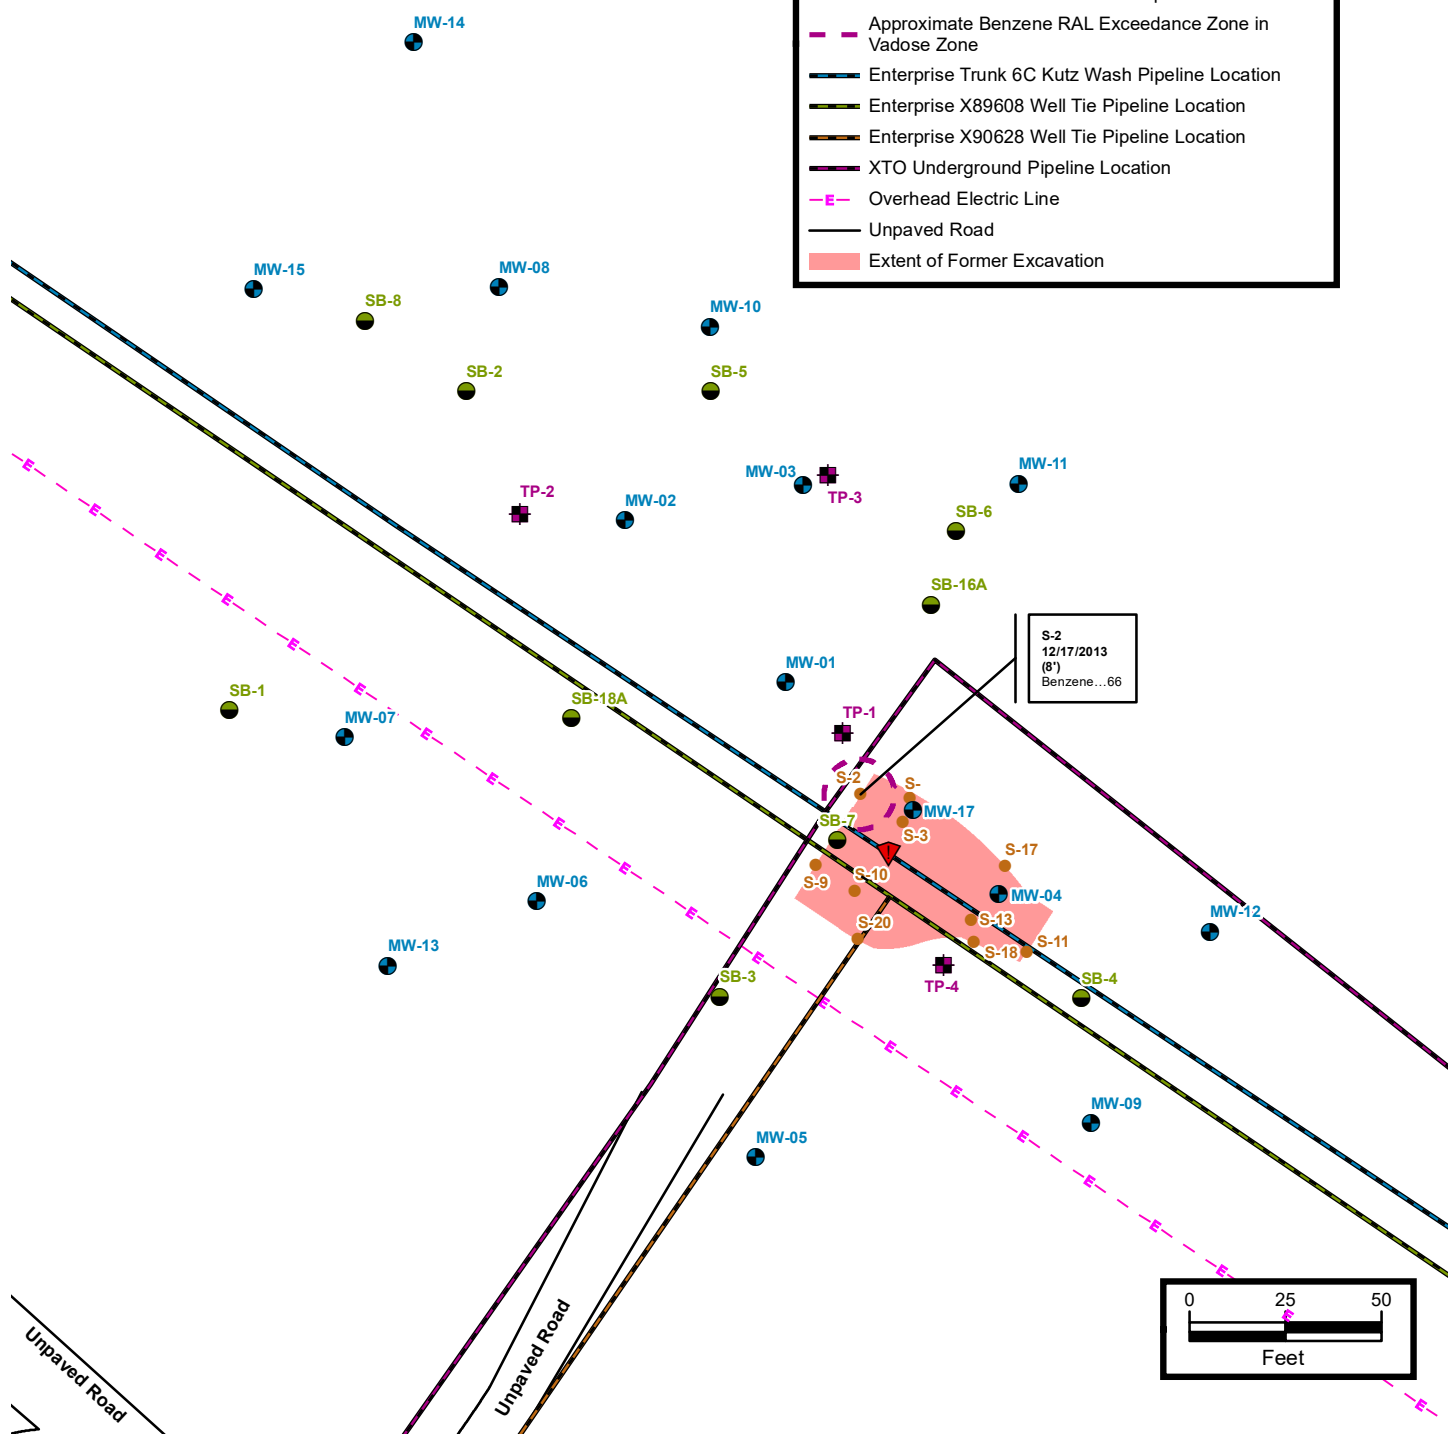 MW-14
Approximate Benzene RAL Exceedance Zone in
Vadose Zone
Enterprise Trunk 6C Kutz Wash Pipeline Location
Enterprise X89608 Well Tie Pipeline Location
Enterprise X90628 Well Tie Pipeline Location
XTO Underground Pipeline Location
E
Overhead Electric Line
Unpaved Road
Extent of Former Excavation
MW-15
MW-08
SB-8
MW-10
SB-2
SB-5
E
MW-03
MW-11
TP-2
TP-3
MW-02
E
SB-6
E
SB-16A
E
S-2
12/17/2013
(8')
Benzene...66
E
MW-01
E
SB-1
SB-18A
MW-07
TP-1
E
E
S-2
S-
MW-17
SB-7
E
S-3
S-17
E
S-9
S-10
MW-06
MW-04
E
S-20
S-13
MW-12
MW-13
E
S-18
S-11
SB-3
TP-4
SB-4
E
E
E
MW-09
MW-05
E
E
E
E
0 25 50
E
Feet
Unpaved Road
Unpaved Road
E